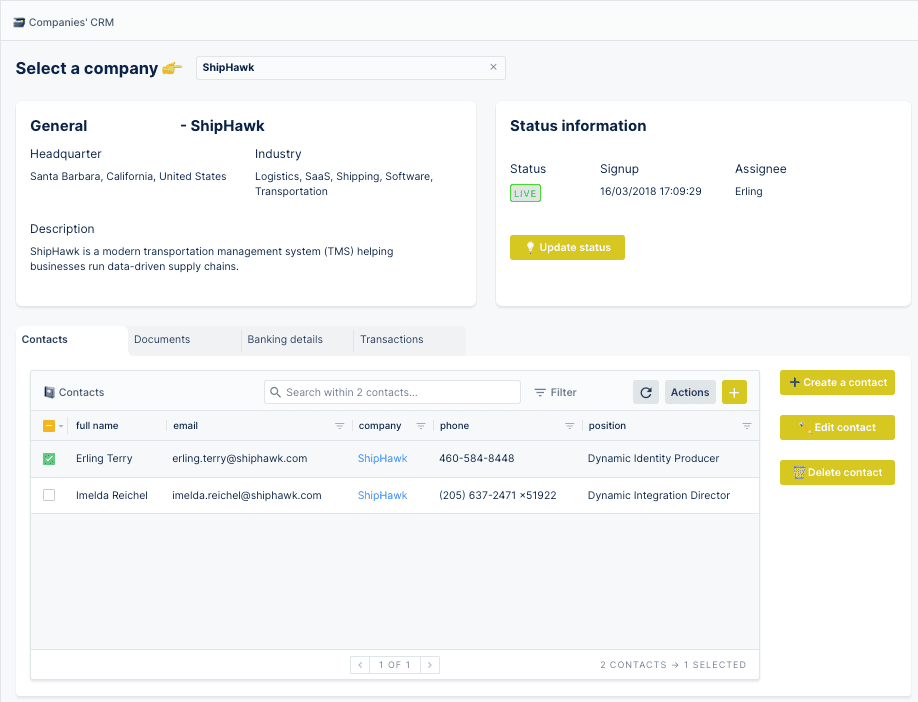 Companies' CRM
Select a company
ShipHawk
General - ShipHawk
Headquarter
Industry
Santa Barbara, California, United States
Logistics, SaaS, Shipping, Software,
Transportation
Description
ShipHawk is a modern transportation management system (TMS) helping
businesses run data-driven supply chains.
Status information
Status Signup Assignee
LIVE 16/03/2018 17:09:29 Erling
Update status
Contacts Documents Banking details Transactions
Contacts
Search within 2 contacts...
Filter
Actions
full name email company phone position
Erling Terry erling.terry@shiphawk.com ShipHawk 460-584-8448 Dynamic Identity Producer
Imelda Reichel imelda.reichel@shiphawk.com ShipHawk (205) 637-2471 x51922 Dynamic Integration Director
1 OF 1
2 CONTACTS → 1 SELECTED
Create a contact
Edit contact
Delete contact